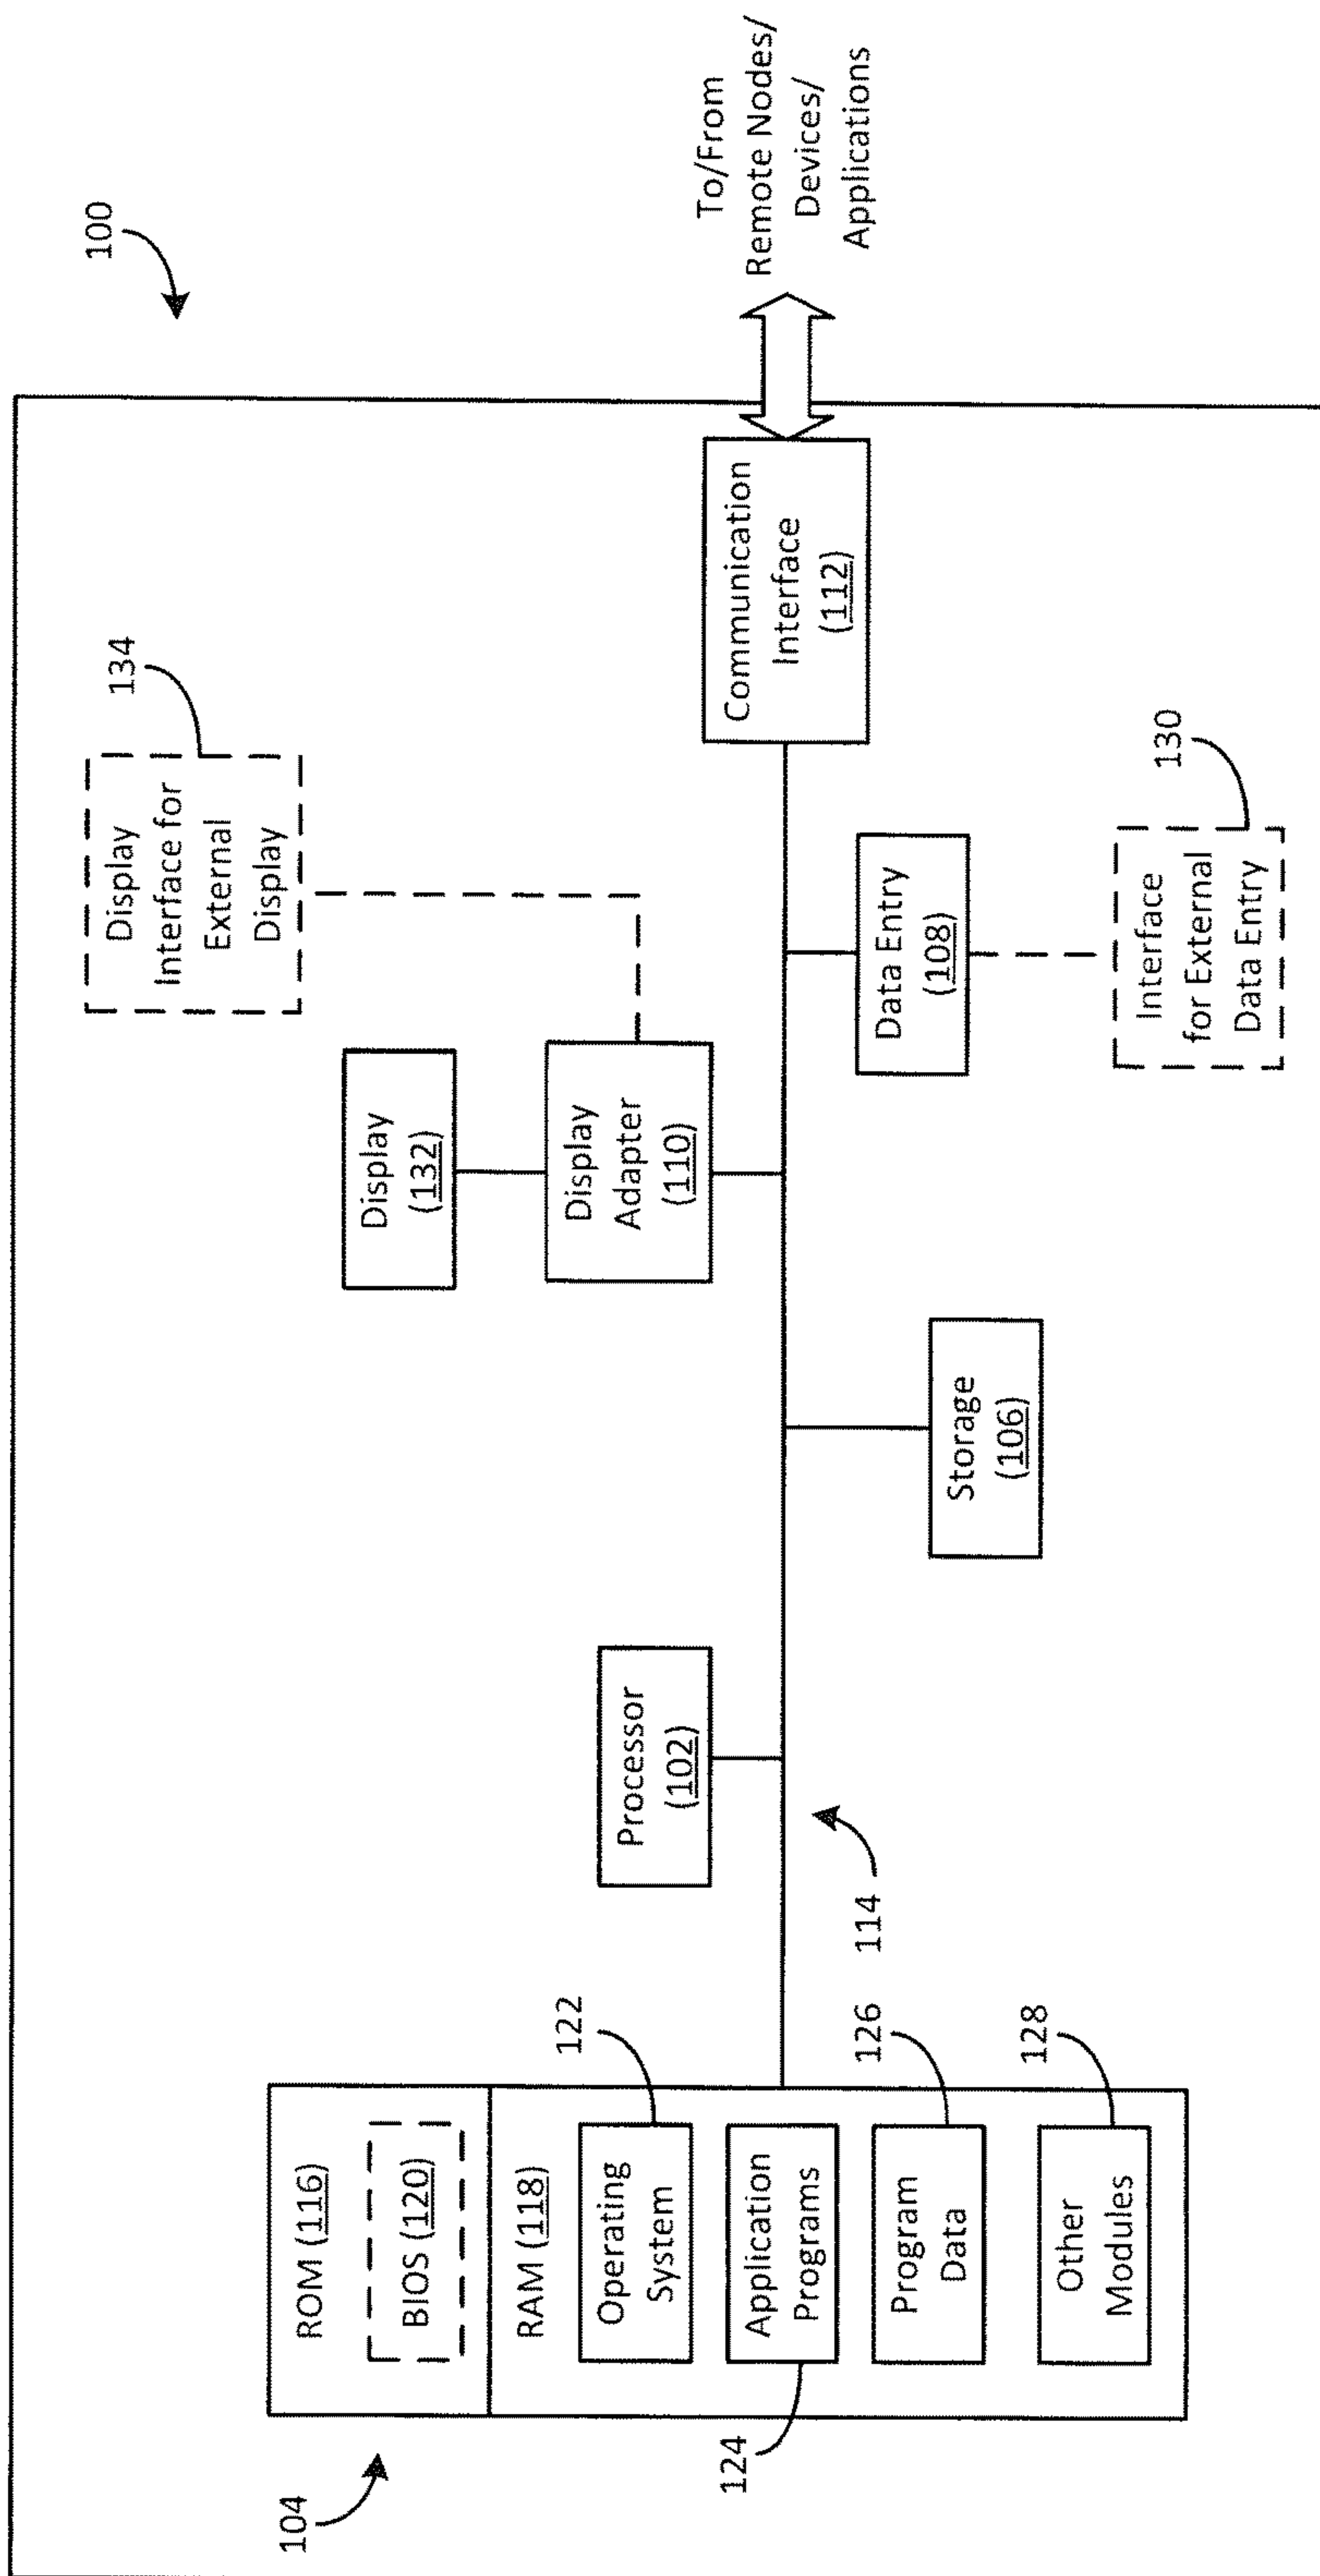 100
To/From
Remote Nodes/
Devices/
Applications
134
Display
Interface for
External
Display
Display
(132)
Display
Adapter
(110)
Communication
Interface
(112)
Data Entry
(108)
130
Interface
for External
Data Entry
Storage
(106)
Processor
(102)
114
104
ROM (116)
BIOS (120)
RAM (118)
Operating
System
122
Application
Programs
124
Program
Data
126
Other
Modules
128